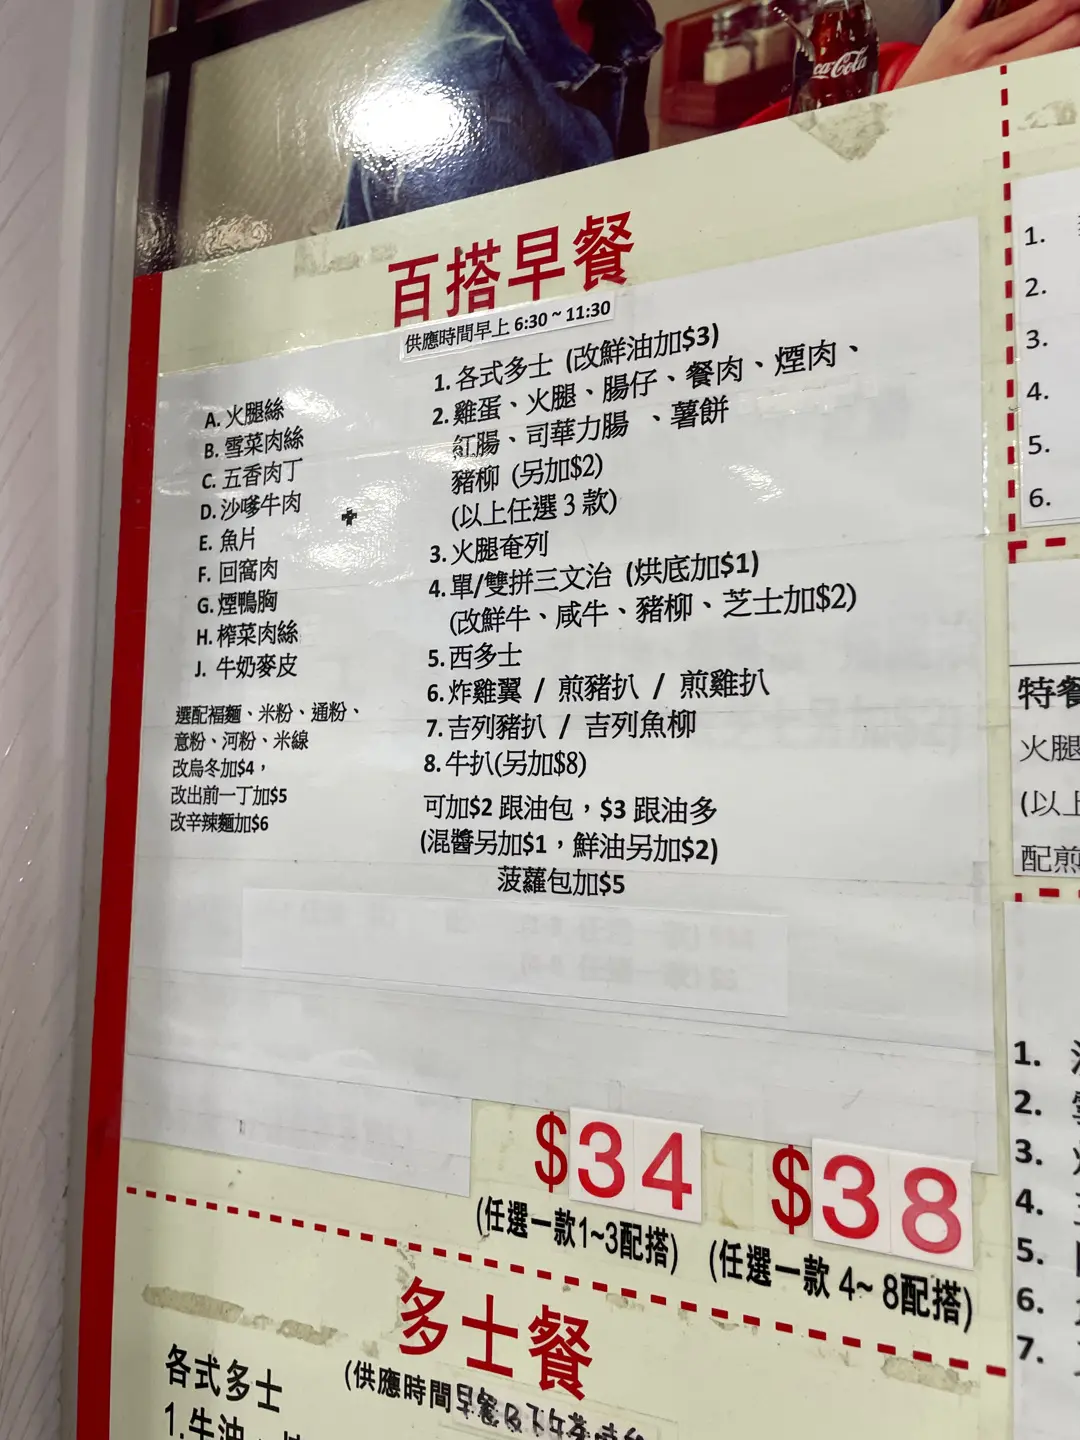 Coca-Cola
百搭早餐
供應時間早上 6:30 ~ 11:30
A. 火腿絲
B. 雪菜肉絲
C. 五香肉丁
D. 沙嗲牛肉
E. 魚片
F. 回窩肉
G. 煙鴨胸
H. 榨菜肉絲
J. 牛奶麥皮
選配福麵、米粉、通粉、
意粉、河粉、米線
改烏冬加$4，
改出前一丁加$5
改辛辣麵加$6
+
1. 各式多士 (改鮮油加$3)
2. 雞蛋、火腿、腸仔、餐肉、煙肉、
紅腸、司華力腸 、薯餅
豬柳 (另加$2)
(以上任選 3 款)
3. 火腿奄列
4. 單/雙拼三文治 (烘底加$1)
(改鮮牛、咸牛、豬柳、芝士加$2)
5. 西多士
6. 炸雞翼 / 煎豬扒 / 煎雞扒
7. 吉列豬扒 / 吉列魚柳
8. 牛扒(另加$8)
可加$2 跟油包，$3 跟油多
(混醬另加$1，鮮油另加$2)
菠蘿包加$5
$34
(任選一款1~3配搭)
$38
(任選一款 4~ 8配搭)
多士餐
(供應時間早餐及下午茶
各式多士
1.牛油、
1.
2.
3.
4.
5.
6.
特餐
火腿
(以上
配煎
1.
2.
3.
4.
5.
6.
7.